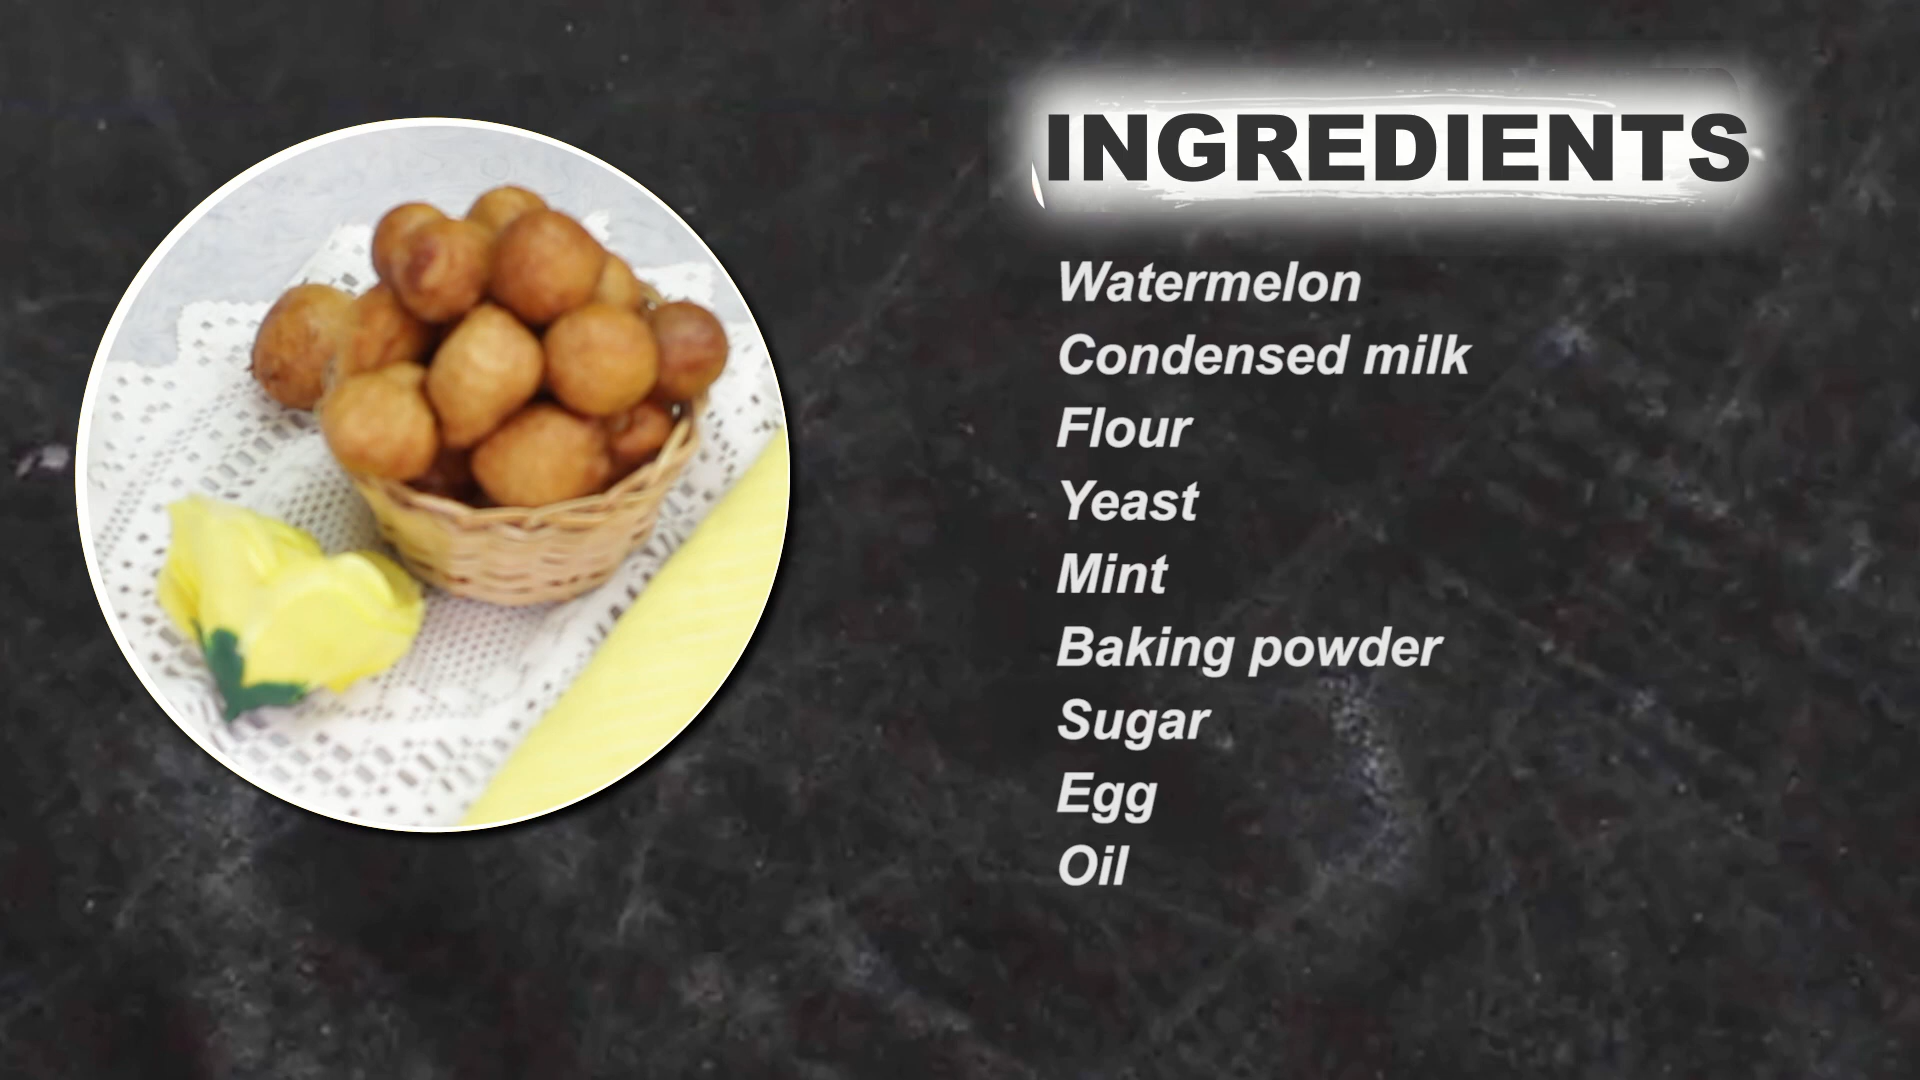 INGREDIENTS
Watermelon
Condensed milk
Flour
Yeast
Mint
Baking powder
Sugar
Egg
Oil